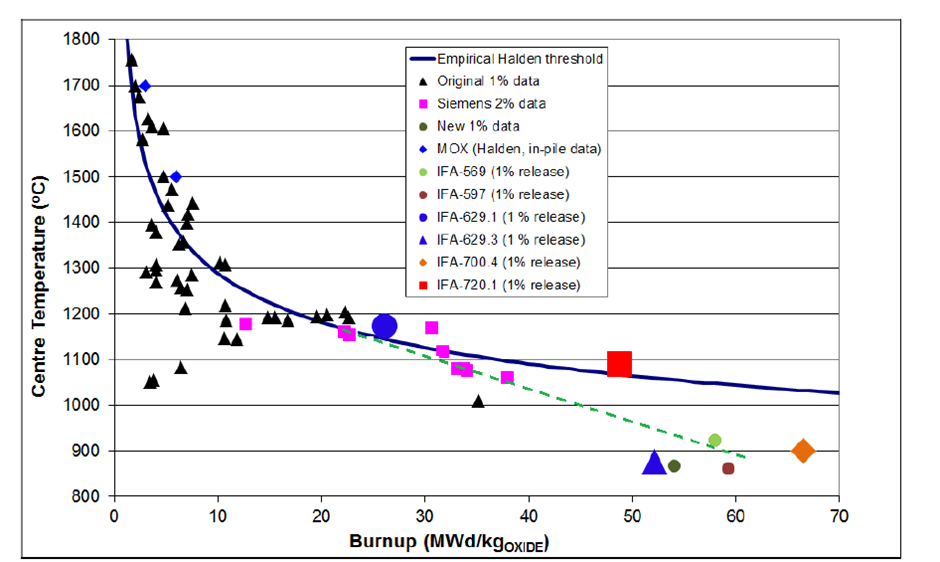 1800
1700
1600
1500
1400
1300
1200
1100
1000
900
800
Centre Temperature (ºC)
Empirical Halden threshold
Original 1% data
Siemens 2% data
New 1% data
MOX (Halden, in-pile data)
IFA-569 (1% release)
IFA-597 (1% release)
IFA-629.1 (1% release)
IFA-629.3 (1% release)
IFA-700.4 (1% release)
IFA-720.1 (1% release)
0 10 20 30 40 50 60 70
Burnup (MWd/kgOXIDE)